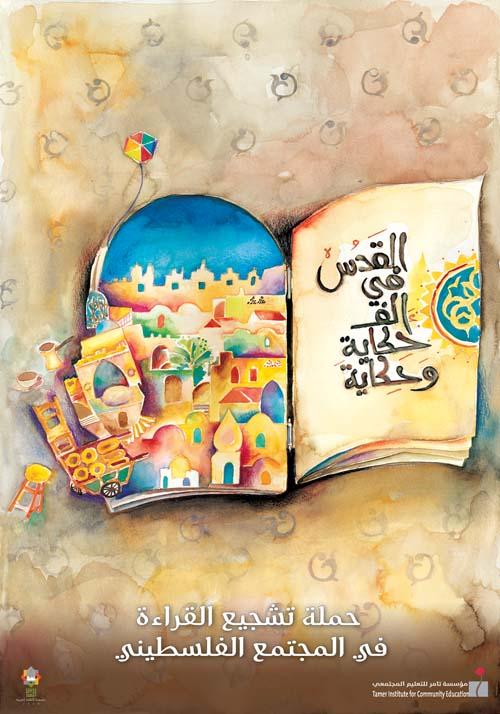 القدس
في
ألف
حكاية
وحكاية
حملة تشجيع القراءة
في المجتمع الفلسطيني
مؤسسة تامر للتعليم المجتمعي
Tamer Institute for Community Education